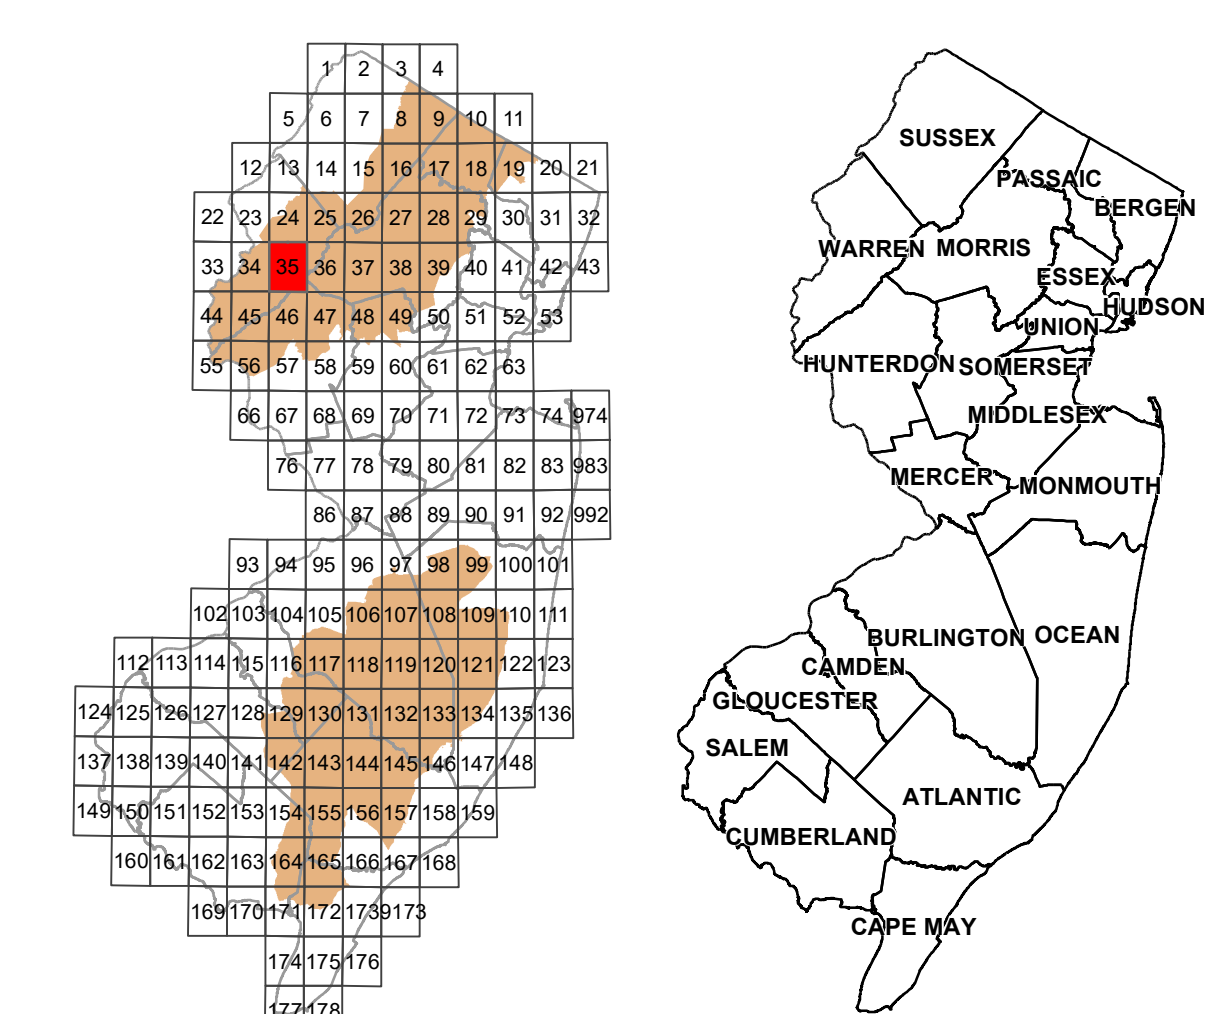 1 2 3 4
5 6 7 8 9 10 11
12 13 14 15 16 17 18 19 20 21
22 23 24 25 26 27 28 29 30 31 32
33 34 35 36 37 38 39 40 41 42 43
44 45 46 47 48 49 50 51 52 53
55 56 57 58 59 60 61 62 63
66 67 68 69 70 71 72 73 74 974
76 77 78 79 80 81 82 83 983
86 87 88 89 90 91 92 992
93 94 95 96 97 98 99 100 101
102 103 104 105 106 107 108 109 110 111
112 113 114 115 116 117 118 119 120 121 122 123
124 125 126 127 128 129 130 131 132 133 134 135 136
137 138 139 140 141 142 143 144 145 146 147 148
149 150 151 152 153 154 155 156 157 158 159
160 161 162 163 164 165 166 167 168
169 170 171 172 173 9173
174 175 176
177 178
SUSSEX
PASSAIC
BERGEN
WARREN MORRIS
ESSEX
HUDSON
UNION
HUNTERDON SOMERSET
MIDDLESEX
MERCER
MONMOUTH
BURLINGTON OCEAN
CAMDEN
GLOUCESTER
SALEM
ATLANTIC
CUMBERLAND
CAPE MAY